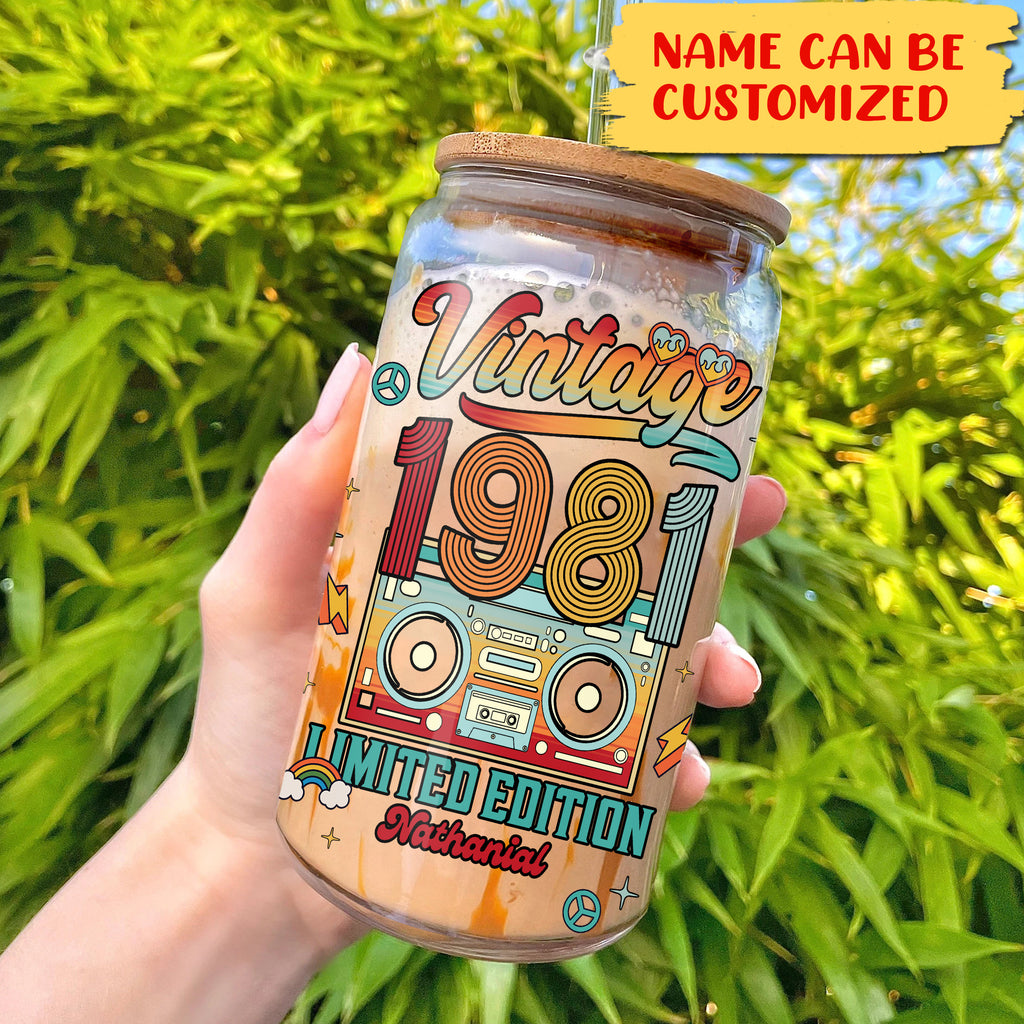 NAME CAN BE
CUSTOMIZED
Vintage
1981
LIMITED EDITION
Nathanial